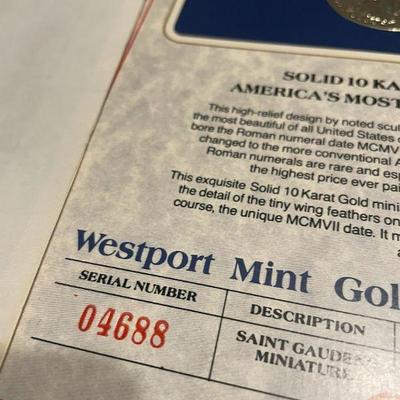 SOLID 10 KA
AMERICA'S MOST
This high-relief design by noted scul
the most beautiful of all United States
bore the Roman numeral date MCMV
changed to the more conventional A
Roman numerals are rare and esp
the highest price ever pai
This exquisite Solid 10 Karat Gold mini
the detail of the tiny wing feathers on
course, the unique MCMVII date. It m
a
Westport Mint Gol
SERIAL NUMBER
DESCRIPTION
04688
SAINT GAUDENS
MINIATURE